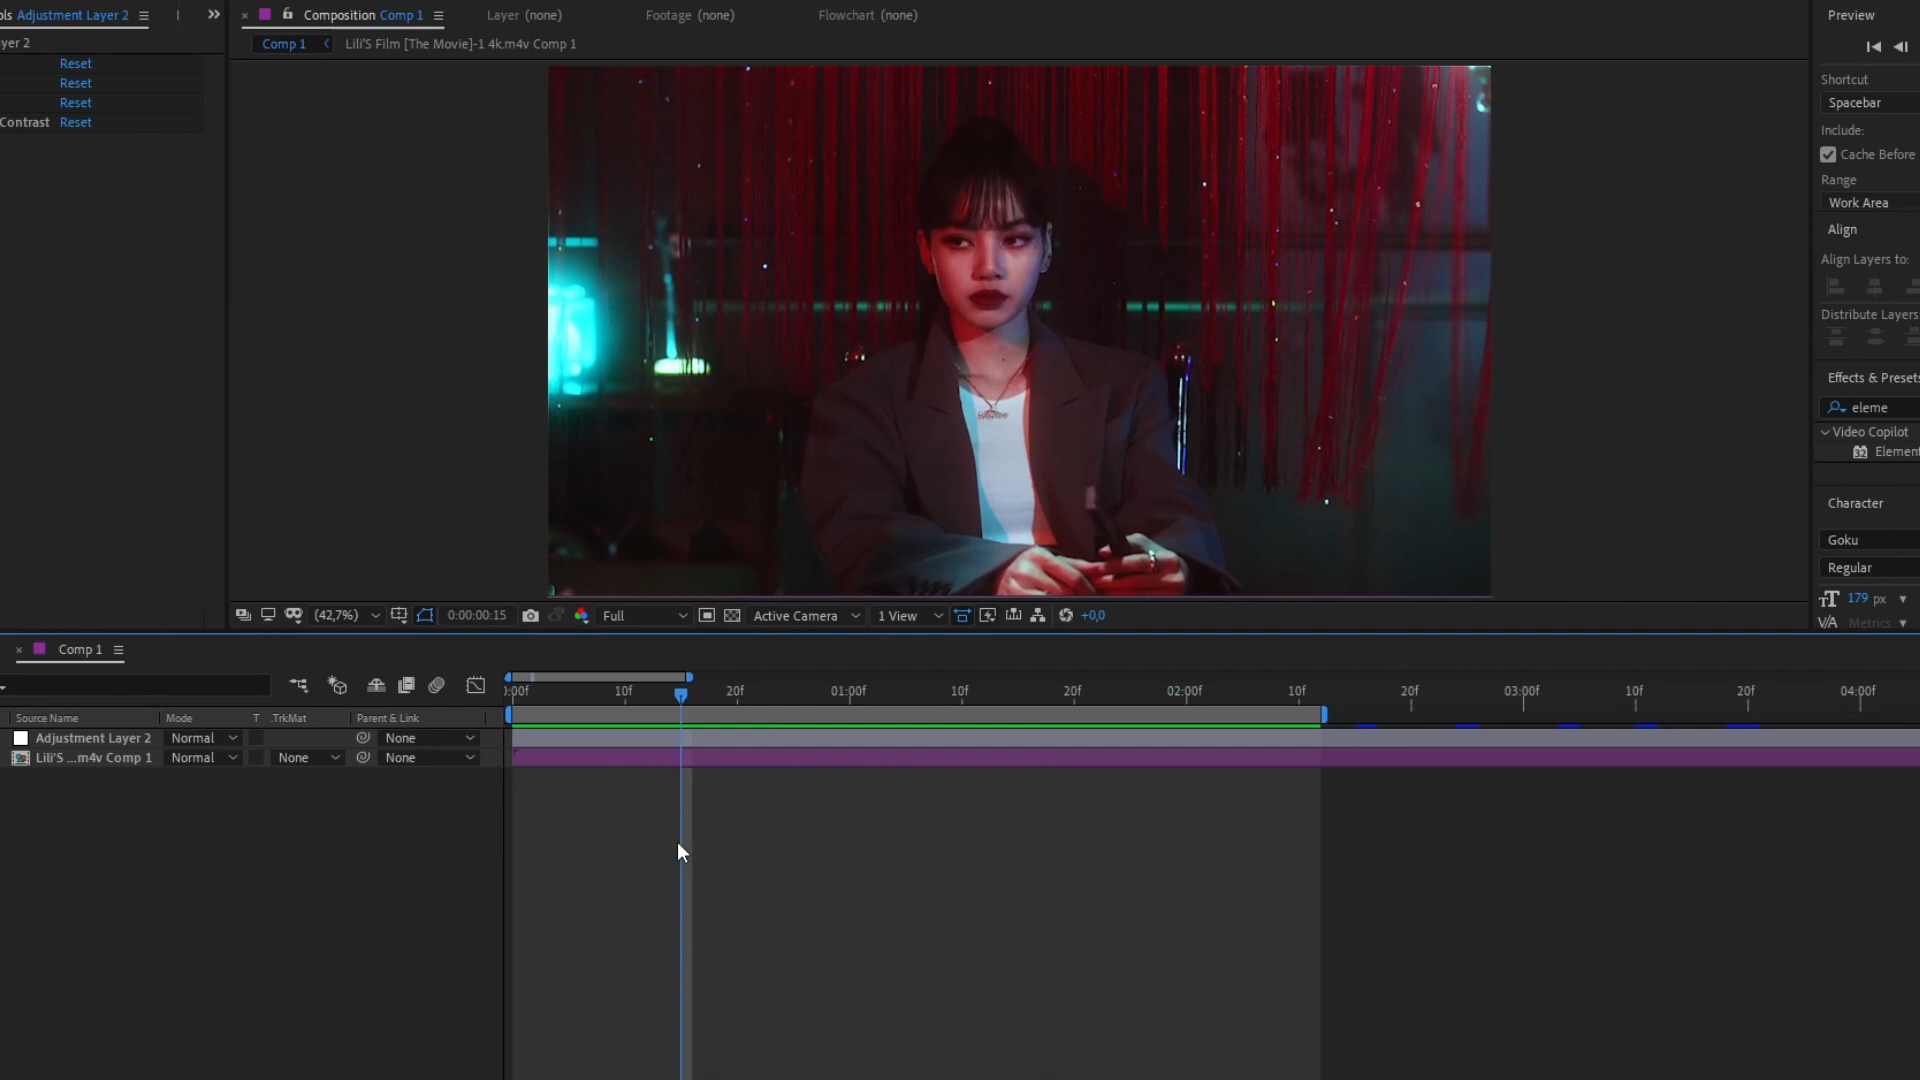 ols Adjustment Layer 2
Composition Comp 1
Layer (none)
Footage (none)
Flowchart (none)
Preview
yer 2
Comp 1
Lili'S Film [The Movie]-1 4k.m4v Comp 1
Reset
Reset
Reset
Contrast Reset
Shortcut
Spacebar
Include:
Cache Before
Range
Work Area
Align
Align Layers to:
Distribute Layers
Effects & Presets
eleme
Video Copilot
Element
Character
Goku
Regular
179 px
Metrics
(42,7%)
0:00:00:15
Full
Active Camera
1 View
+0,0
Comp 1
0:00f 10f 20f 01:00f 10f 20f 02:00f 10f 20f 03:00f 10f 20f 04:00f
Source Name Mode T .TrkMat Parent & Link
Adjustment Layer 2 Normal None
Lili'S ...m4v Comp 1 Normal None None